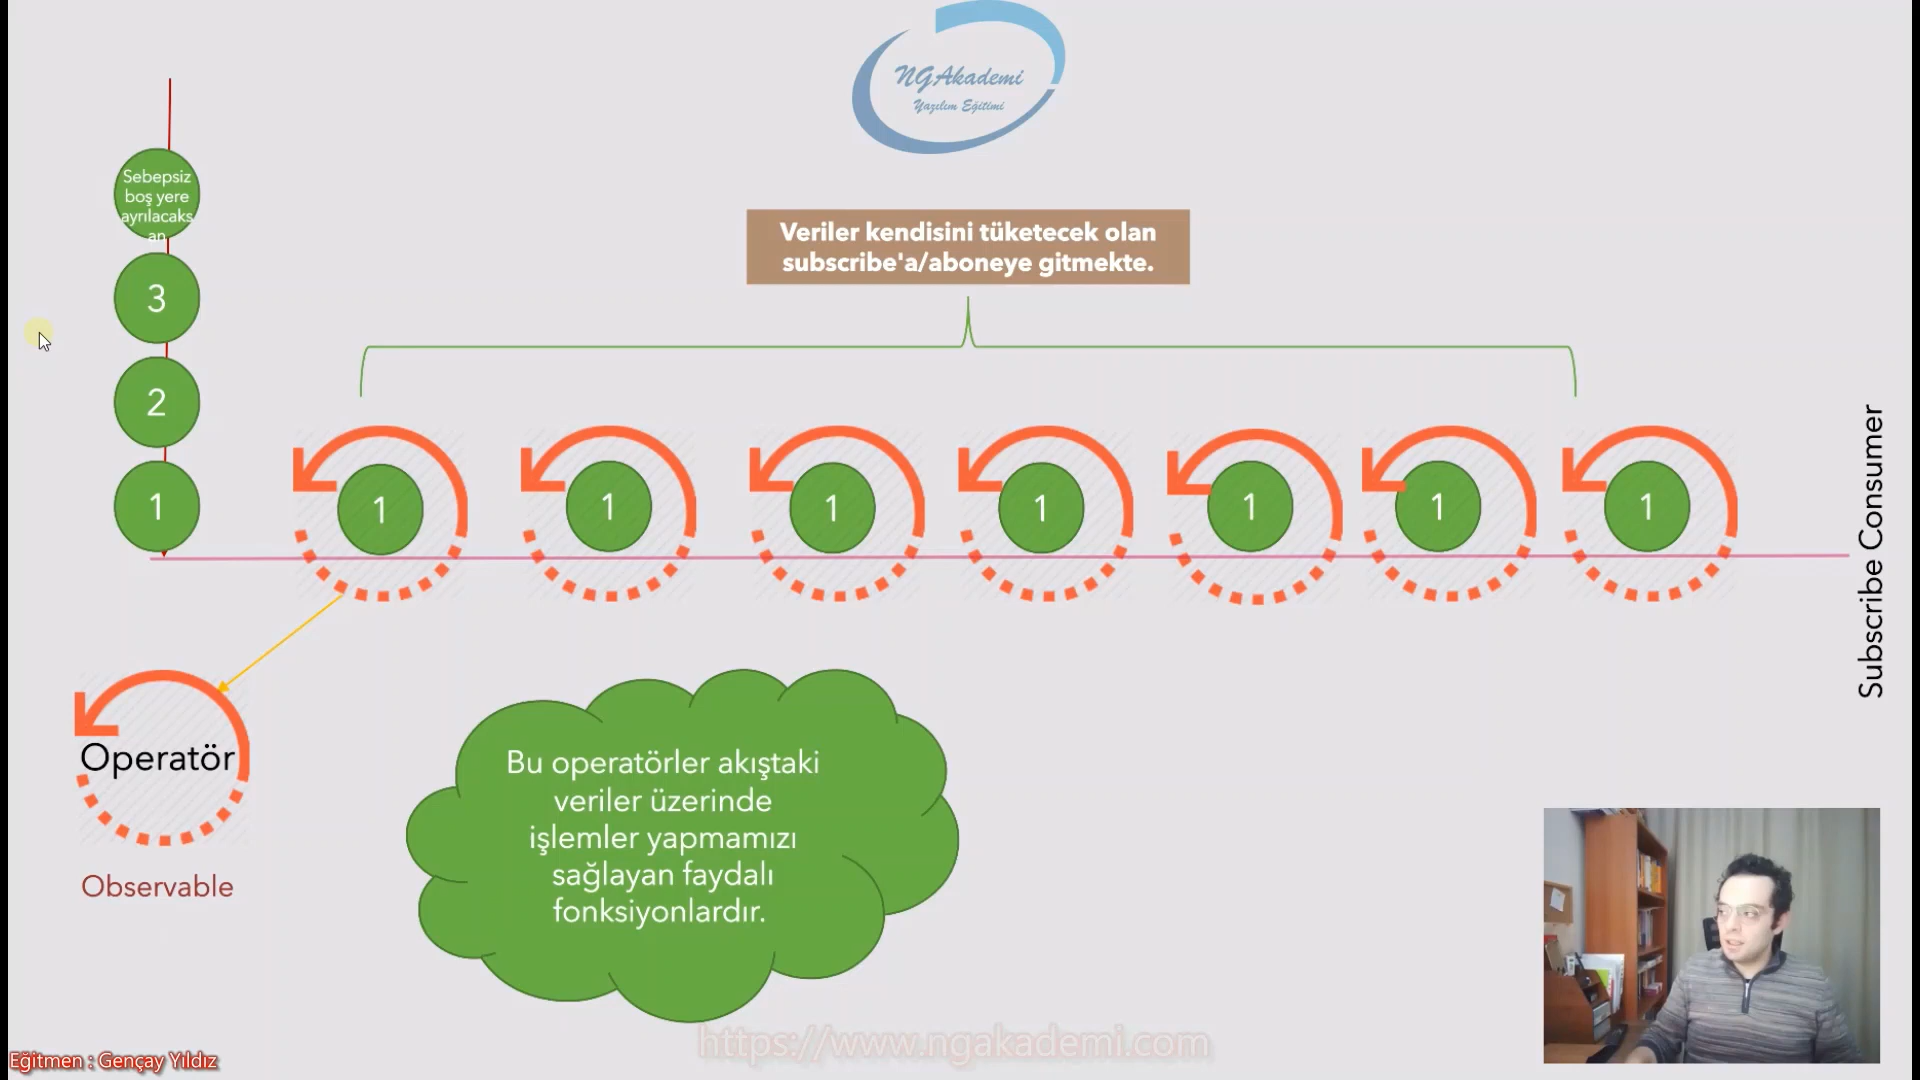 NGAkademi
Yazılım Eğitimi
Sebepsiz
boş yere
ayrılacaks
an
3
2
1
Veriler kendisini tüketecek olan
subscribe'a/aboneye gitmekte.
1
1
1
1
1
1
1
Subscribe Consumer
Operatör
Observable
Bu operatörler akıştaki
veriler üzerinde
işlemler yapmamızı
sağlayan faydalı
fonksiyonlardır.
https://www.ngakademi.com
Eğitmen : Gençay Yıldız